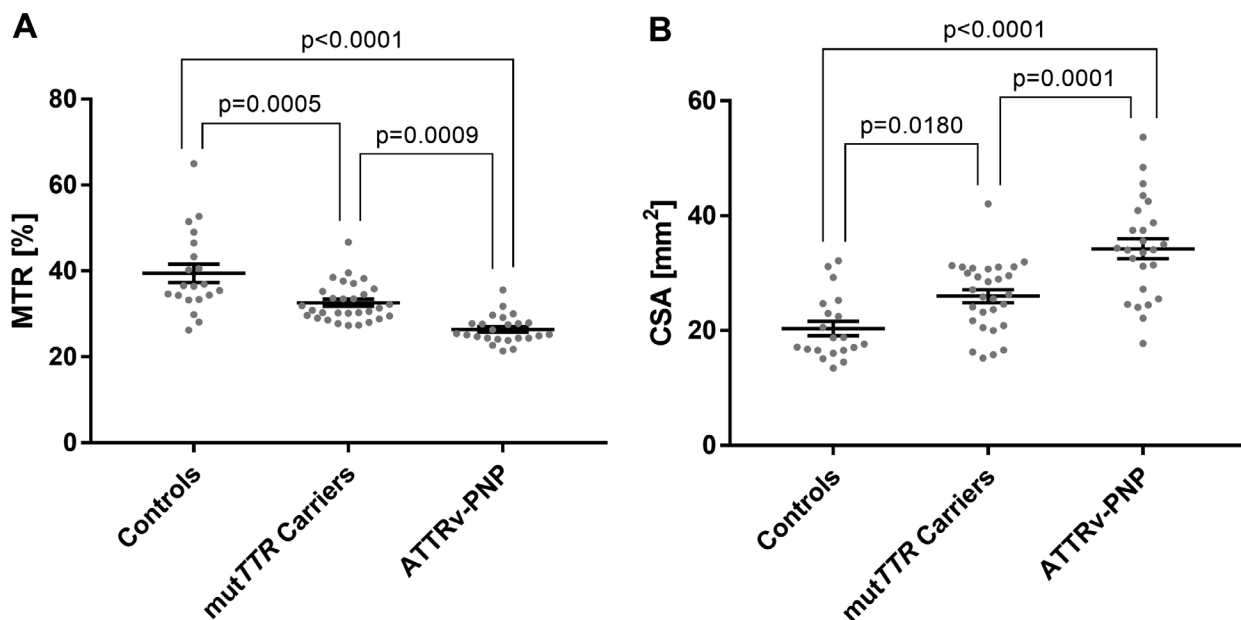 A
p<0.0001
p=0.0005
p=0.0009
80
60
40
20
0
MTR [%]
Controls
mutTTR Carriers
ATTRv-PNP
B
p<0.0001
p=0.0001
p=0.0180
60
40
20
0
CSA [mm²]
Controls
mutTTR Carriers
ATTRv-PNP